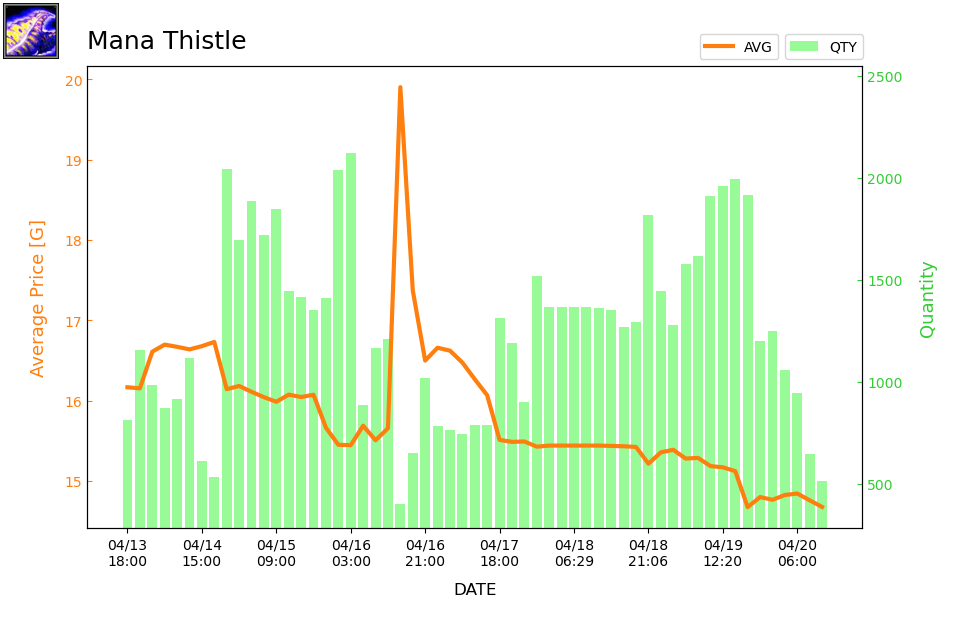 Mana Thistle
AVG
QTY
20
19
18
17
16
15
Average Price [G]
2500
2000
1500
1000
500
Quantity
04/13 04/14 04/15 04/16 04/16 04/17 04/18 04/18 04/19 04/20
18:00 15:00 09:00 03:00 21:00 18:00 06:29 21:06 12:20 06:00
DATE